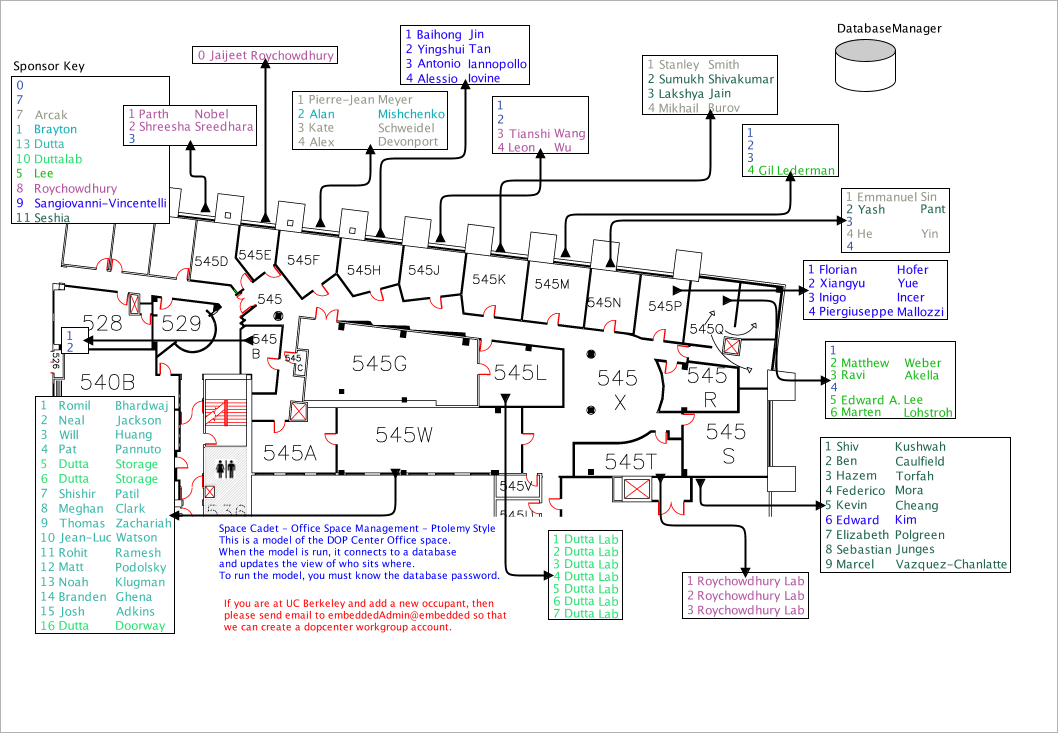 DatabaseManager
Sponsor Key
0
7
7 Arcak
1 Brayton
13 Dutta
10 Duttalab
5 Lee
8 Roychowdhury
9 Sangiovanni-Vincentelli
11 Seshia
1 Parth Nobel
2 Shreesha Sreedhara
3
0 Jaijeet Roychowdhury
1 Pierre-Jean Meyer
2 Alan Mishchenko
3 Kate Schweidel
4 Alex Devonport
1 Baihong Jin
2 Yingshui Tan
3 Antonio Iannopollo
4 Alessio Iovine
1
2
3 Tianshi Wang
4 Leon Wu
1 Stanley Smith
2 Sumukh Shivakumar
3 Lakshya Jain
4 Mikhail Burov
1
2
3
4 Gil Lederman
1 Emmanuel Sin
2 Yash Pant
3
4 He Yin
4
1 Florian Hofer
2 Xiangyu Yue
3 Inigo Incer
4 Piergiuseppe Mallozzi
1
2 Matthew Weber
3 Ravi Akella
4
5 Edward A. Lee
6 Marten Lohstroh
1 Shiv Kushwah
2 Ben Caulfield
3 Hazem Torfah
4 Federico Mora
5 Kevin Cheang
6 Edward Kim
7 Elizabeth Polgreen
8 Sebastian Junges
9 Marcel Vazquez-Chanlatte
545D
545E
545F
545H
545J
545K
545M
545N
545P
545Q
545
528
529
1
2
545
B
545
C
526
540B
545G
545L
545
X
545
R
545A
545W
545T
545
S
545V
545U
536
1 Romil Bhardwaj
2 Neal Jackson
3 Will Huang
4 Pat Pannuto
5 Dutta Storage
6 Dutta Storage
7 Shishir Patil
8 Meghan Clark
9 Thomas Zachariah
10 Jean-Luc Watson
11 Rohit Ramesh
12 Matt Podolsky
13 Noah Klugman
14 Branden Ghena
15 Josh Adkins
16 Dutta Doorway
Space Cadet - Office Space Management - Ptolemy Style
This is a model of the DOP Center Office space.
When the model is run, it connects to a database
and updates the view of who sits where.
To run the model, you must know the database password.
If you are at UC Berkeley and add a new occupant, then
please send email to embeddedAdmin@embedded so that
we can create a dopcenter workgroup account.
1 Dutta Lab
2 Dutta Lab
3 Dutta Lab
4 Dutta Lab
5 Dutta Lab
6 Dutta Lab
7 Dutta Lab
1 Roychowdhury Lab
2 Roychowdhury Lab
3 Roychowdhury Lab